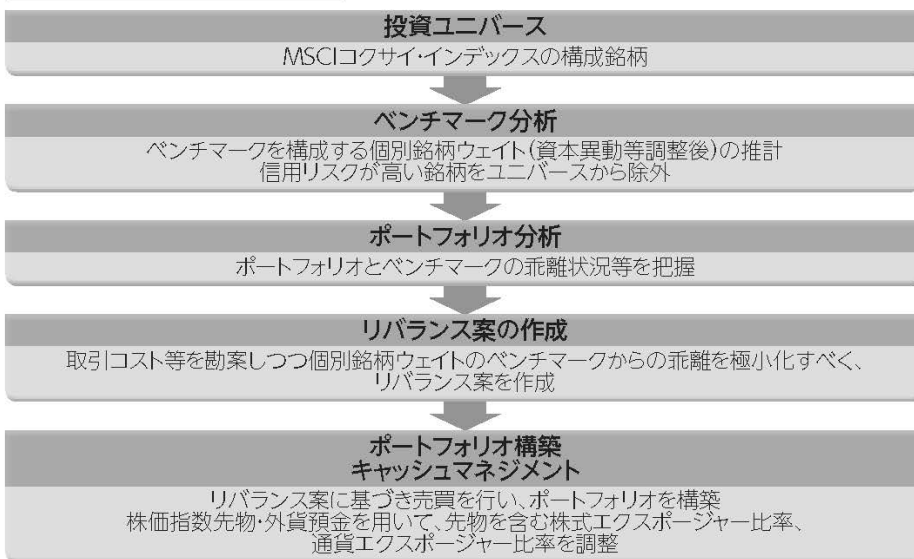 投資ユニバース
MSCIコクサイ・インデックスの構成銘柄
ベンチマーク分析
ベンチマークを構成する個別銘柄ウェイト(資本異動等調整後)の推計
信用リスクが高い銘柄をユニバースから除外
ポートフォリオ分析
ポートフォリオとベンチマークの乖離状況等を把握
リバランス案の作成
取引コスト等を勘案しつつ個別銘柄ウェイトのベンチマークからの乖離を極小化すべく、
リバランス案を作成
ポートフォリオ構築
キャッシュマネジメント
リバランス案に基づき売買を行い、ポートフォリオを構築
株価指数先物・外貨預金を用いて、先物を含む株式エクスポージャー比率、
通貨エクスポージャー比率を調整